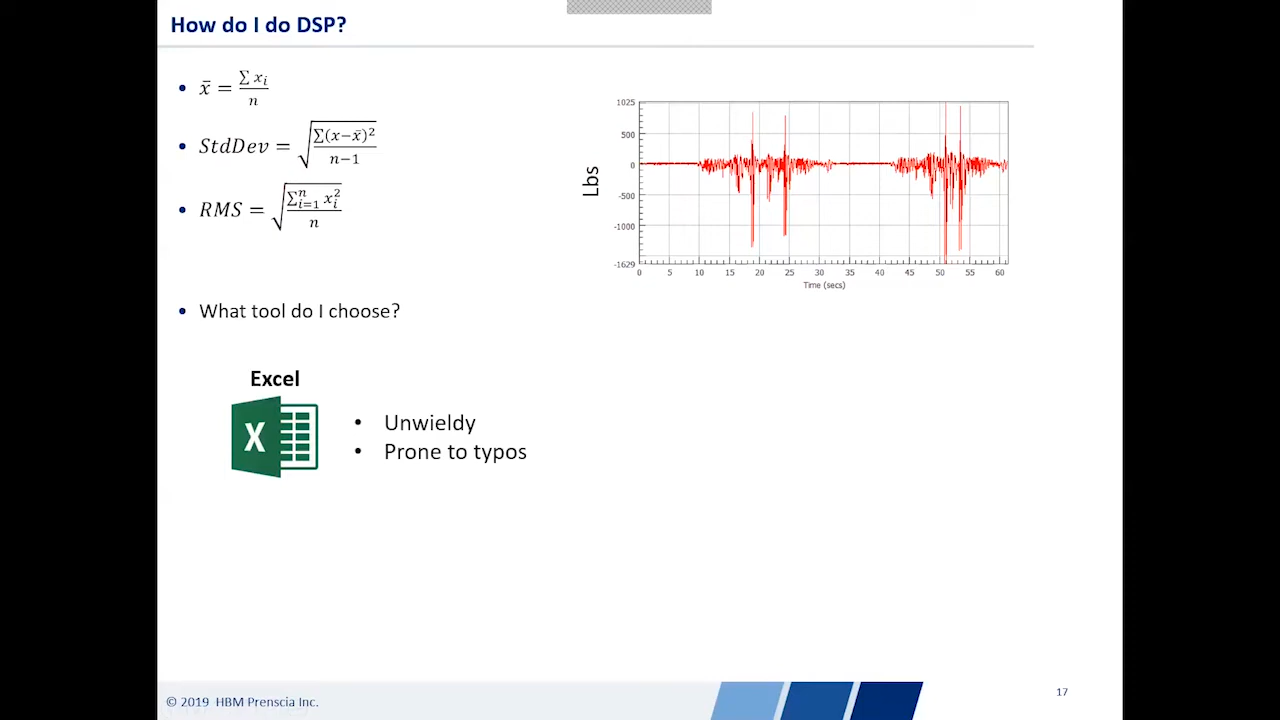 How do I do DSP?
• x̄ = ∑ xᵢ / n
• StdDev = √(∑(x−x̄)² / n−1)
• RMS = √(∑ⁿᵢ₌₁ xᵢ² / n)
1025
500
0
-500
-1000
-1629
Lbs
0 5 10 15 20 25 30 35 40 45 50 55 60
Time (secs)
• What tool do I choose?
Excel
X
• Unwieldy
• Prone to typos
© 2019 HBM Prenscia Inc.
17